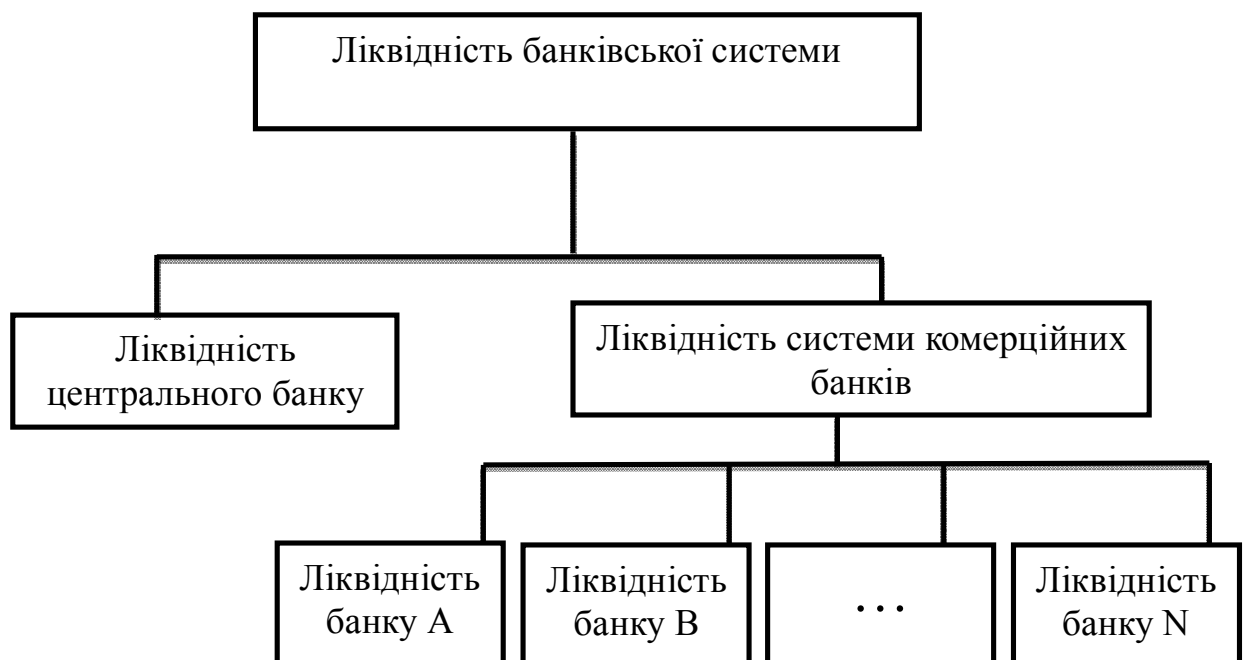 Ліквідність банківської системи
Ліквідність
центрального банку
Ліквідність системи комерційних
банків
Ліквідність
банку A
Ліквідність
банку B
...
Ліквідність
банку N